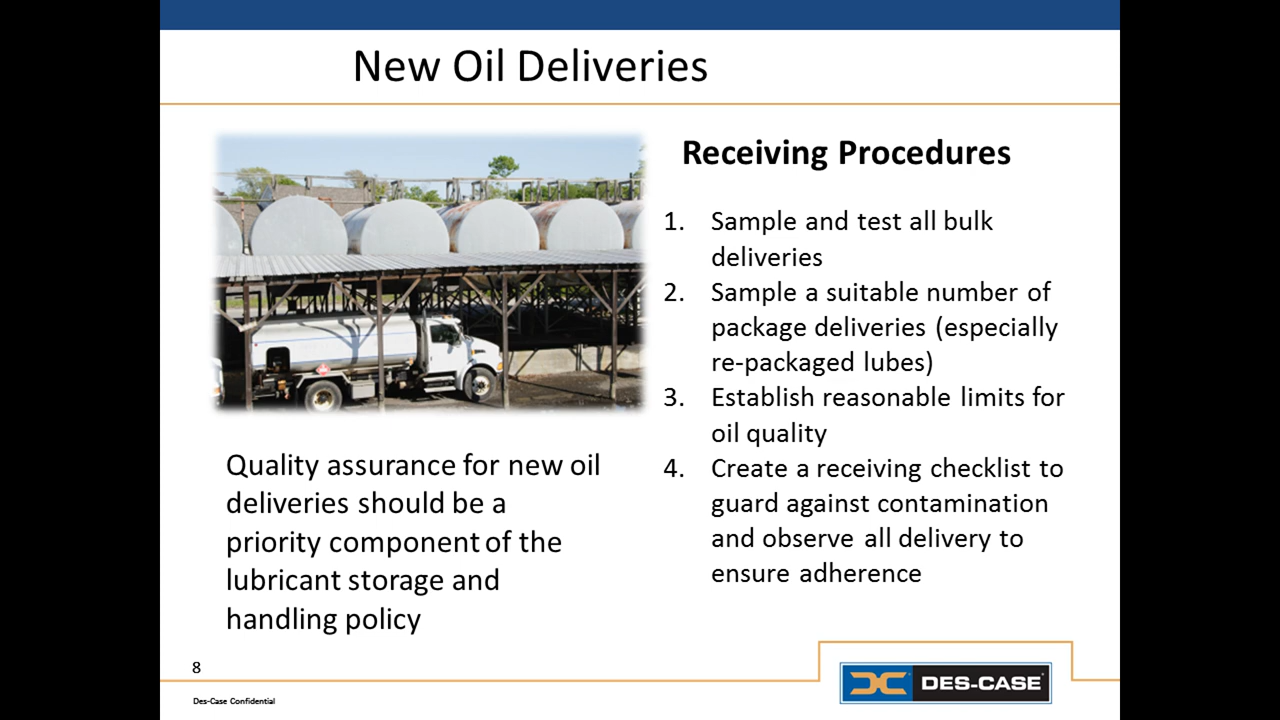 New Oil Deliveries
Receiving Procedures
1. Sample and test all bulk
deliveries
2. Sample a suitable number of
package deliveries (especially
re-packaged lubes)
3. Establish reasonable limits for
oil quality
4. Create a receiving checklist to
guard against contamination
and observe all delivery to
ensure adherence
Quality assurance for new oil
deliveries should be a
priority component of the
lubricant storage and
handling policy
8
Des-Case Confidential
DES-CASE